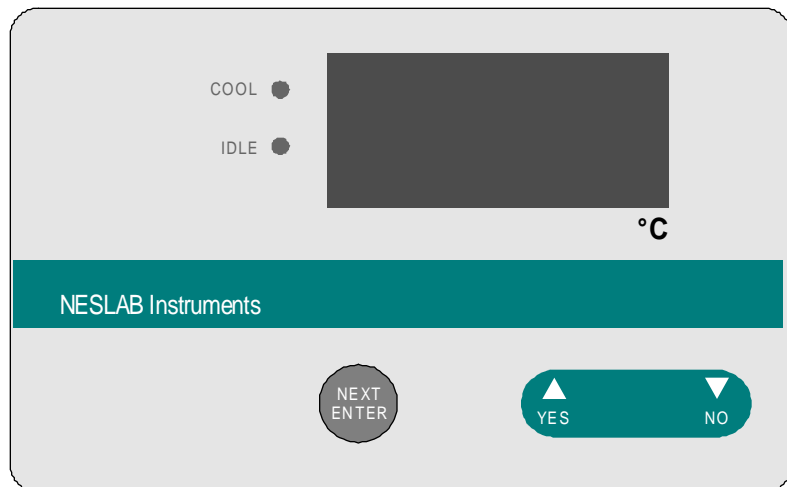 COOL
IDLE
°C
NESLAB Instruments
NEXT
ENTER
YES
NO